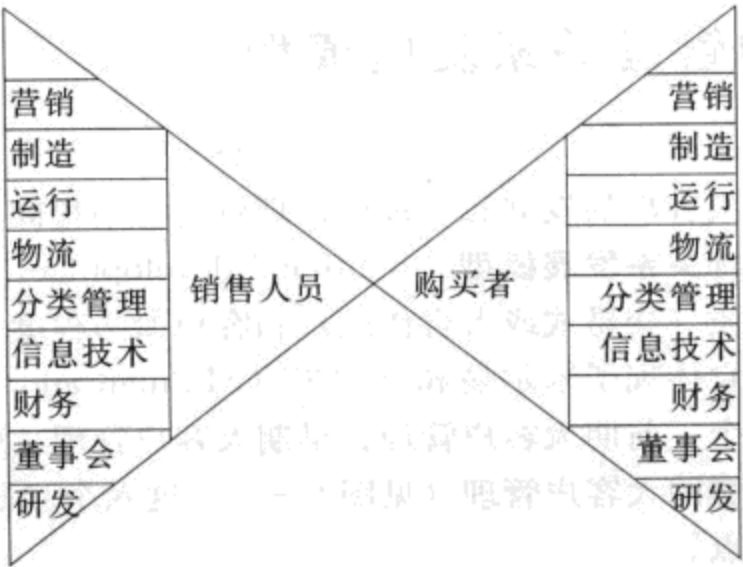 营销
制造
运行
物流
分类管理
信息技术
财务
董事会
研发
销售人员
购买者
营销
制造
运行
物流
分类管理
信息技术
财务
董事会
研发